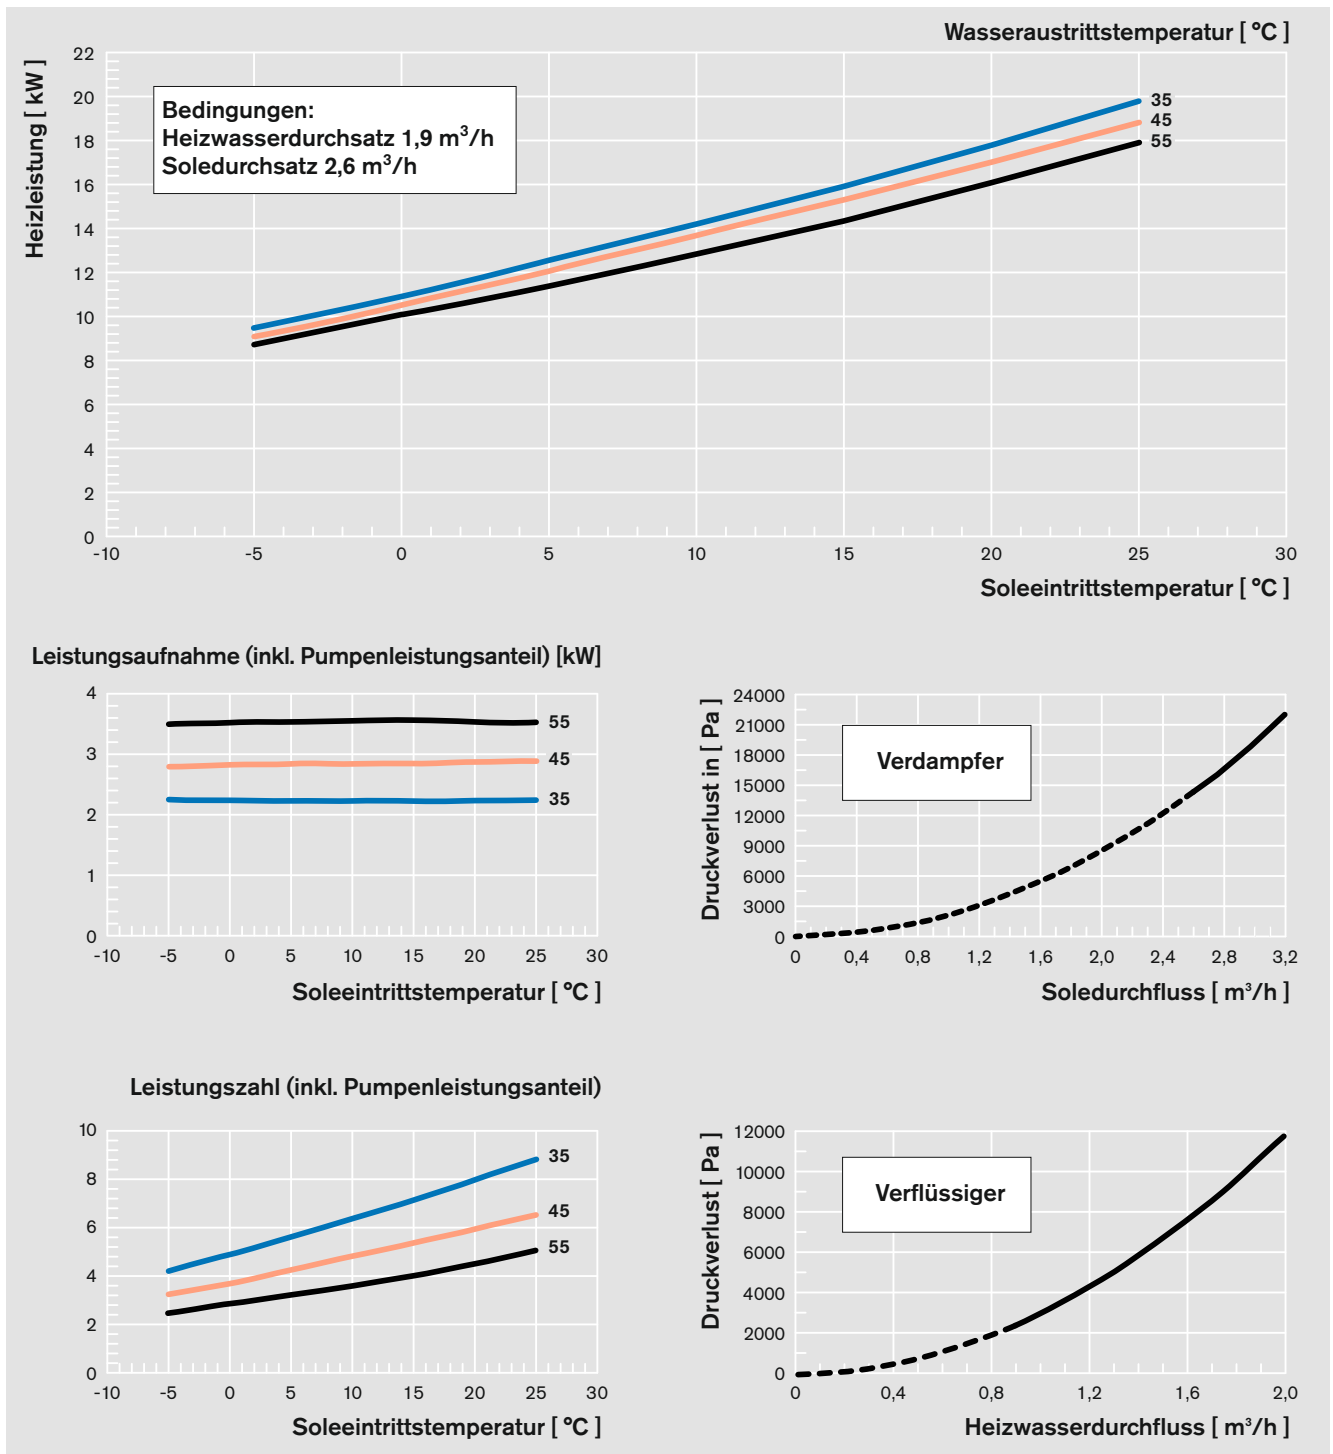 Wasseraustrittstemperatur [ °C ]
Heizleistung [ kW ]
22
20
18
16
14
12
10
8
6
4
2
0
Bedingungen:
Heizwasserdurchsatz 1,9 m³/h
Soledurchsatz 2,6 m³/h
35
45
55
-10 -5 0 5 10 15 20 25 30
Soleeintrittstemperatur [ °C ]
Leistungsaufnahme (inkl. Pumpenleistungsanteil) [kW]
4
3
2
1
0
55
45
35
-10 -5 0 5 10 15 20 25 30
Soleeintrittstemperatur [ °C ]
Druckverlust in [ Pa ]
24000
21000
18000
15000
12000
9000
6000
3000
0
Verdampfer
0 0,4 0,8 1,2 1,6 2,0 2,4 2,8 3,2
Soledurchfluss [ m³/h ]
Leistungszahl (inkl. Pumpenleistungsanteil)
10
8
6
4
2
0
35
45
55
-10 -5 0 5 10 15 20 25 30
Soleeintrittstemperatur [ °C ]
Druckverlust [ Pa ]
12000
10000
8000
6000
4000
2000
0
Verflüssiger
0 0,4 0,8 1,2 1,6 2,0
Heizwasserdurchfluss [ m³/h ]